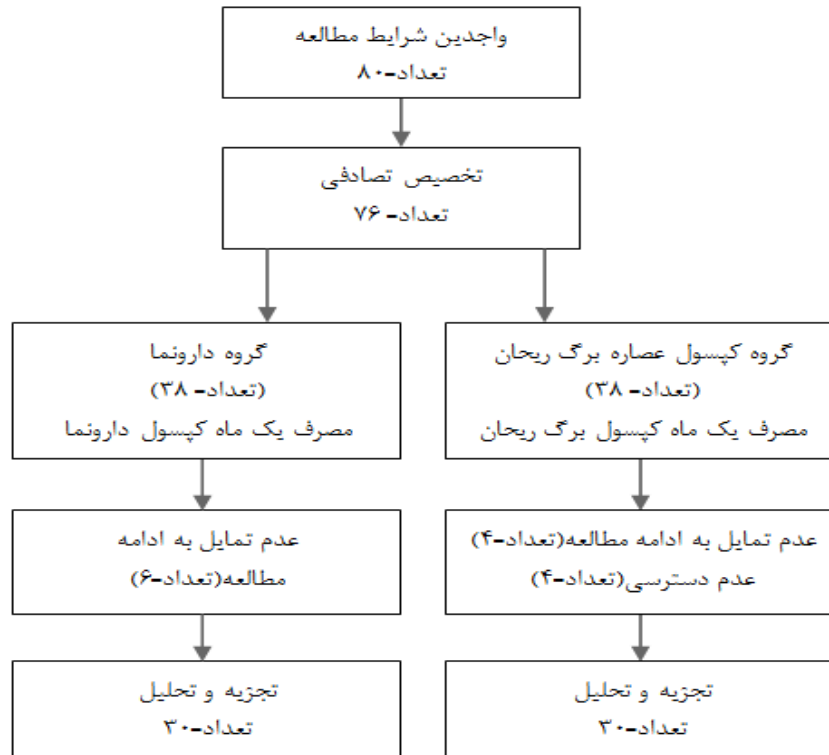 واجدین شرایط مطالعه
تعداد-۸۰
تخصیص تصادفی
تعداد- ۷۶
گروه کپسول عصاره برگ ریحان
(تعداد- ۳۸)
مصرف یک ماه کپسول برگ ریحان
گروه دارونما
(تعداد- ۳۸)
مصرف یک ماه کپسول دارونما
عدم تمایل به ادامه مطالعه(تعداد-۴)
عدم دسترسی(تعداد-۴)
عدم تمایل به ادامه
مطالعه(تعداد-۶)
تجزیه و تحلیل
تعداد-۳۰
تجزیه و تحلیل
تعداد-۳۰